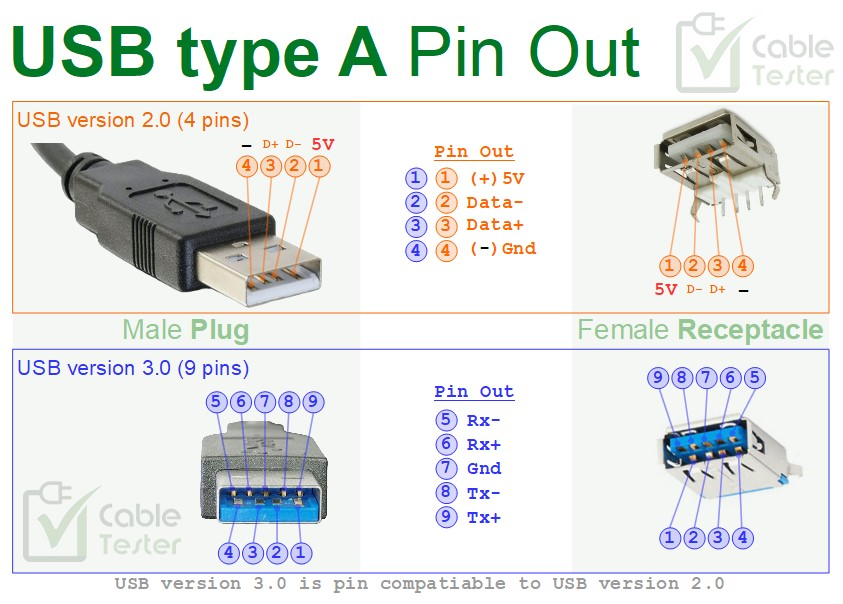 USB type A Pin Out
Cable
Tester
USB version 2.0 (4 pins)
- D+ D- 5V
4 3 2 1
Pin Out
1 1 (+)5V
2 2 Data-
3 3 Data+
4 4 (-)Gnd
1 2 3 4
5V D- D+ -
Male Plug
Female Receptacle
USB version 3.0 (9 pins)
5 6 7 8 9
Pin Out
5 Rx-
6 Rx+
7 Gnd
8 Tx-
9 Tx+
9 8 7 6 5
Cable
Tester
4 3 2 1
1 2 3 4
USB version 3.0 is pin compatiable to USB version 2.0